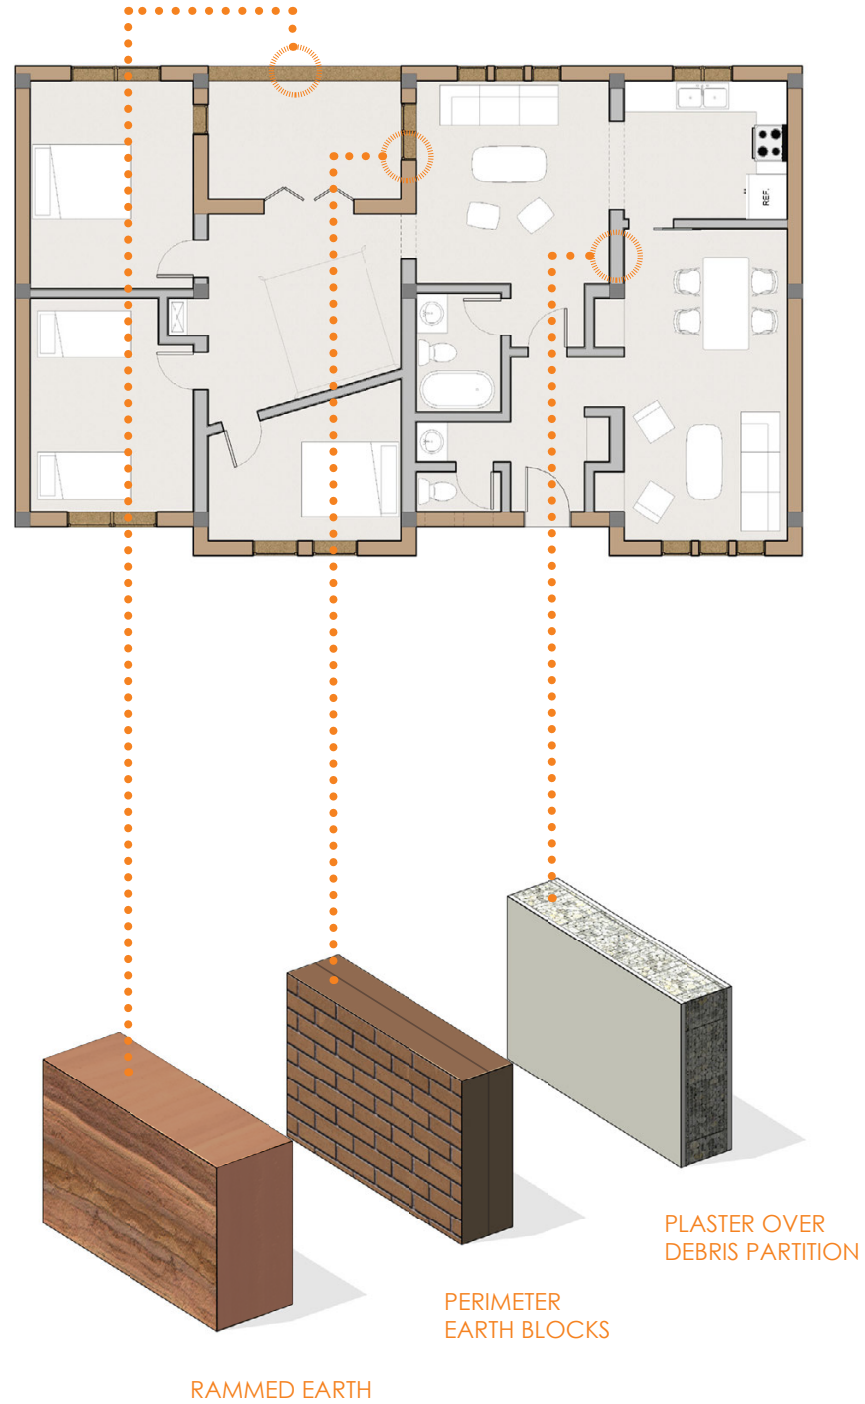 REF.
PLASTER OVER
DEBRIS PARTITION
PERIMETER
EARTH BLOCKS
RAMMED EARTH